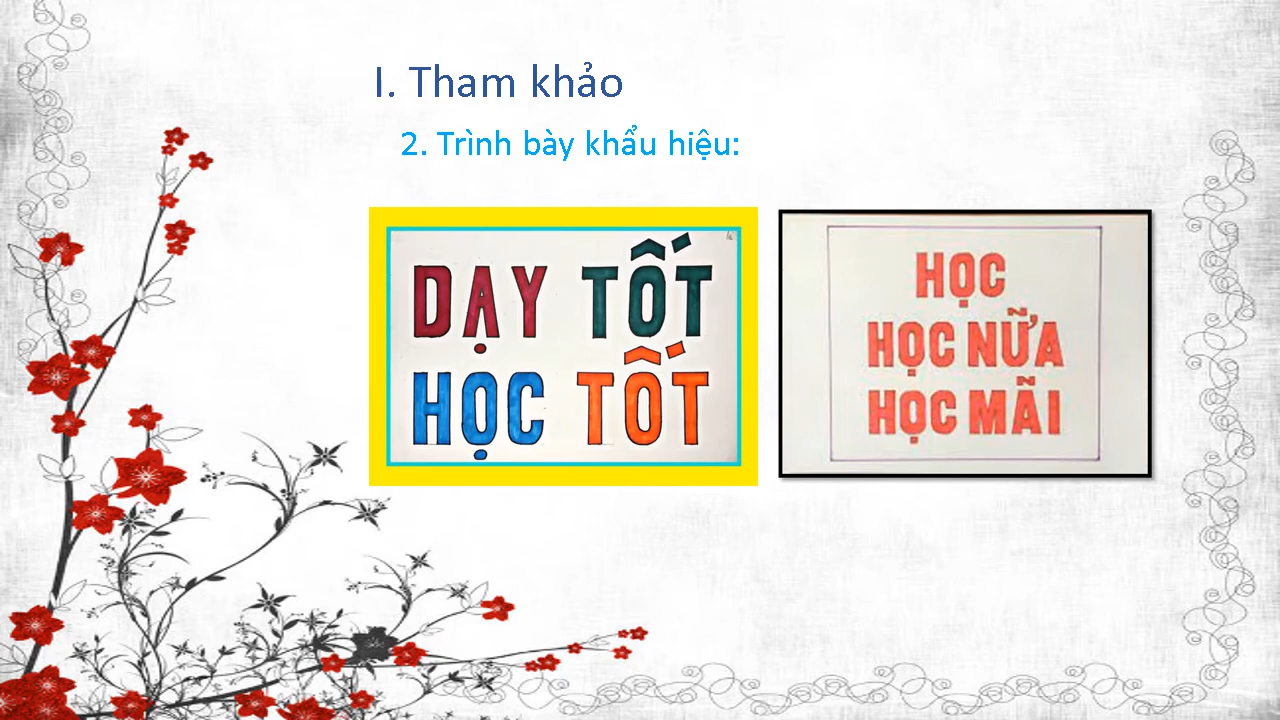 I. Tham khảo
2. Trình bày khẩu hiệu:
DẠY TỐT
HỌC TỐT
HỌC
HỌC NỮA
HỌC MÃI